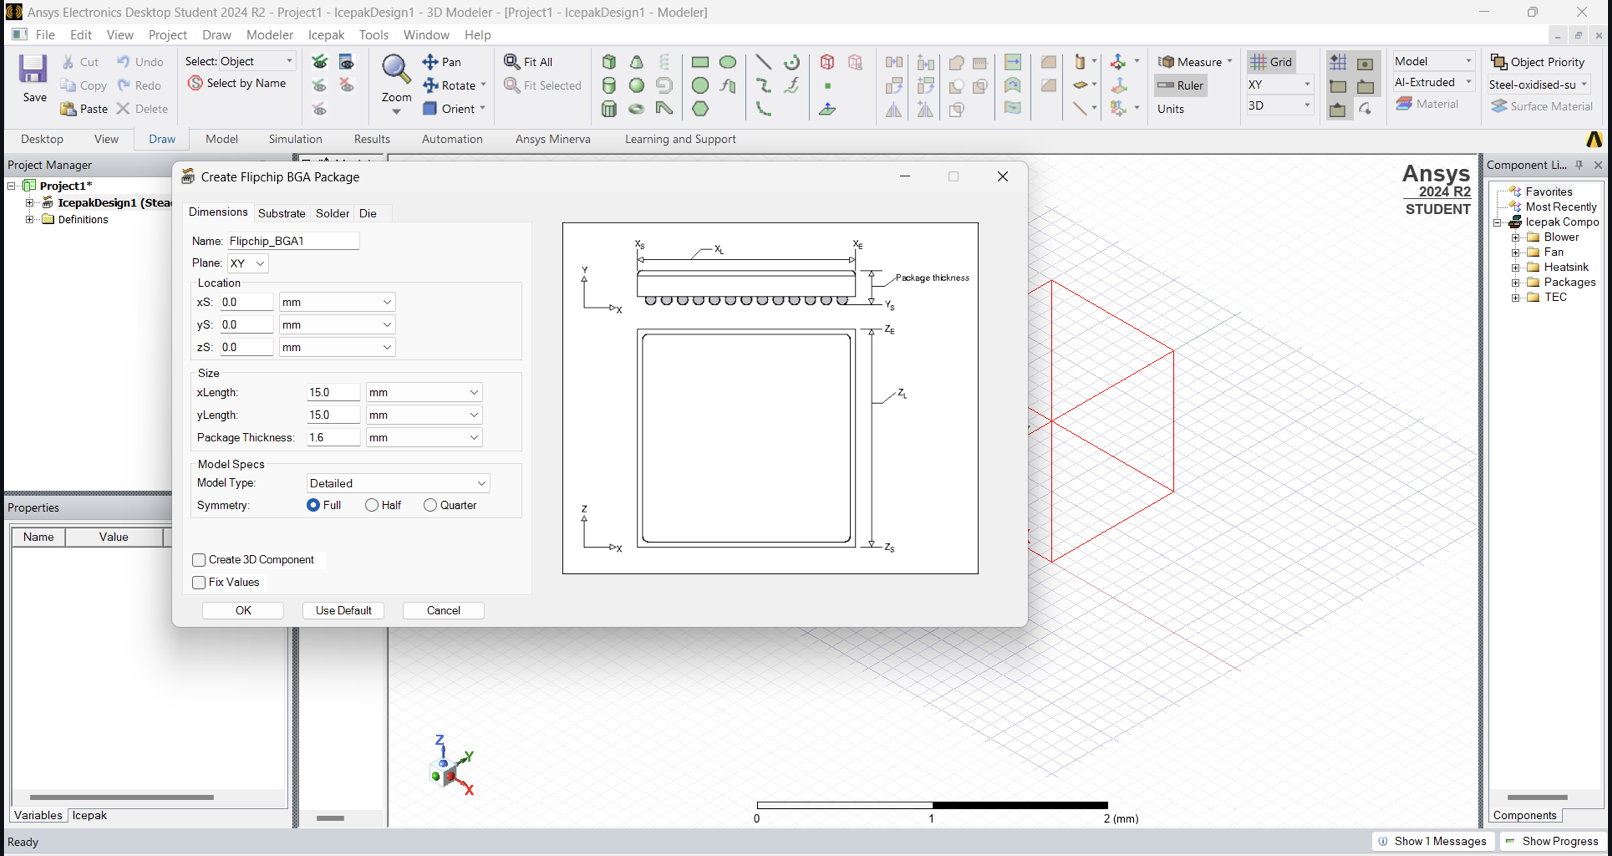 Ansys Electronics Desktop Student 2024 R2 - Project1 - IcepakDesign1 - 3D Modeler - [Project1 - IcepakDesign1 - Modeler]
File Edit View Project Draw Modeler Icepak Tools Window Help
Save
Cut
Copy
Paste
Undo
Redo
Delete
Select: Object
Select by Name
Zoom
Pan
Rotate
Orient
Fit All
Fit Selected
Measure
Ruler
Units
Grid
XY
3D
Model
AI-Extruded
Material
Object Priority
Steel-oxidised-su
Surface Material
Desktop View Draw Model Simulation Results Automation Ansys Minerva Learning and Support
Project Manager
Project1*
IcepakDesign1 (Stea
Definitions
Properties
Name Value
Variables Icepak
Create Flipchip BGA Package
Dimensions Substrate Solder Die
Name: Flipchip_BGA1
Plane: XY
Location
xS: 0.0 mm
yS: 0.0 mm
zS: 0.0 mm
Size
xLength: 15.0 mm
yLength: 15.0 mm
Package Thickness: 1.6 mm
Model Specs
Model Type: Detailed
Symmetry: Full Half Quarter
Create 3D Component
Fix Values
OK Use Default Cancel
XS XL XE
Y
X
Package thickness
YS
ZE
ZL
Z
X
ZS
Ansys
2024 R2
STUDENT
Z
Y
X
0 1 2 (mm)
Component Li...
Favorites
Most Recently
Icepak Compo
Blower
Fan
Heatsink
Packages
TEC
Components
Ready
Show 1 Messages Show Progress